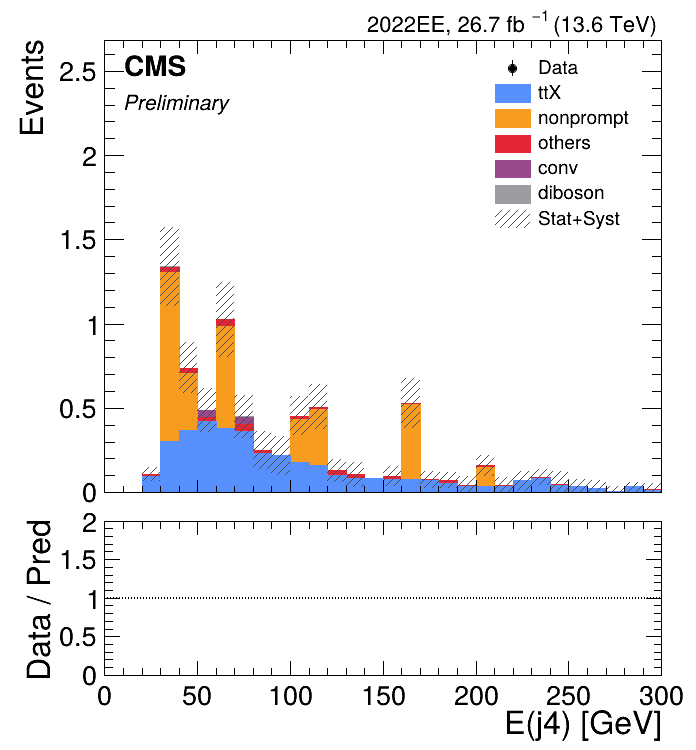 2022EE, 26.7 fb⁻¹ (13.6 TeV)
CMS
Preliminary
Events
2.5
2
1.5
1
0.5
0
Data
ttX
nonprompt
others
conv
diboson
Stat+Syst
Data / Pred
2
1.5
1
0.5
0
0 50 100 150 200 250 300
E(j4) [GeV]